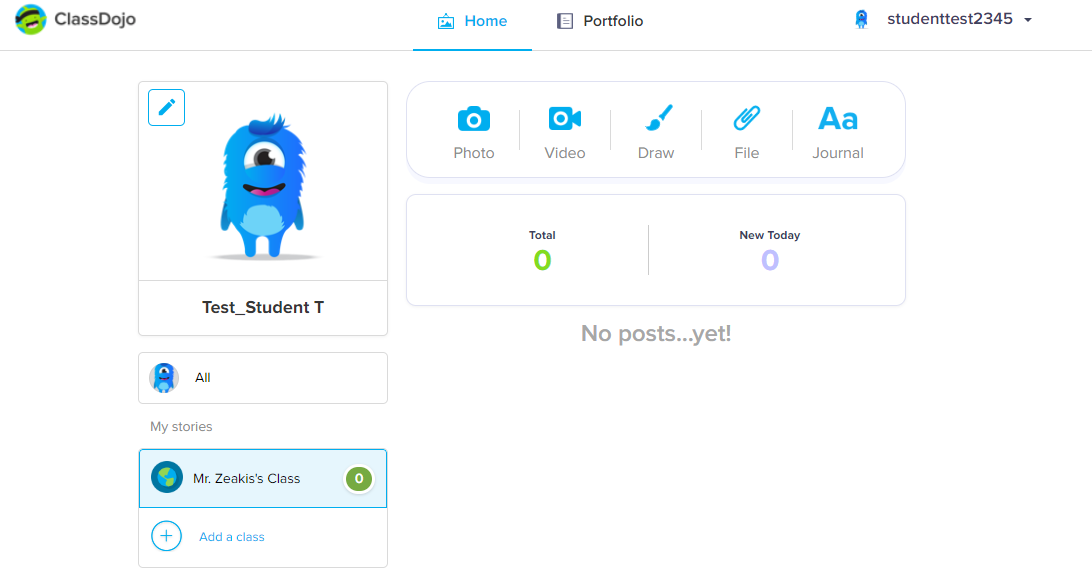 ClassDojo
Home
Portfolio
studenttest2345
Photo
Video
Draw
File
Aa
Journal
Total
0
New Today
0
Test_Student T
No posts...yet!
All
My stories
Mr. Zeakis's Class
0
Add a class